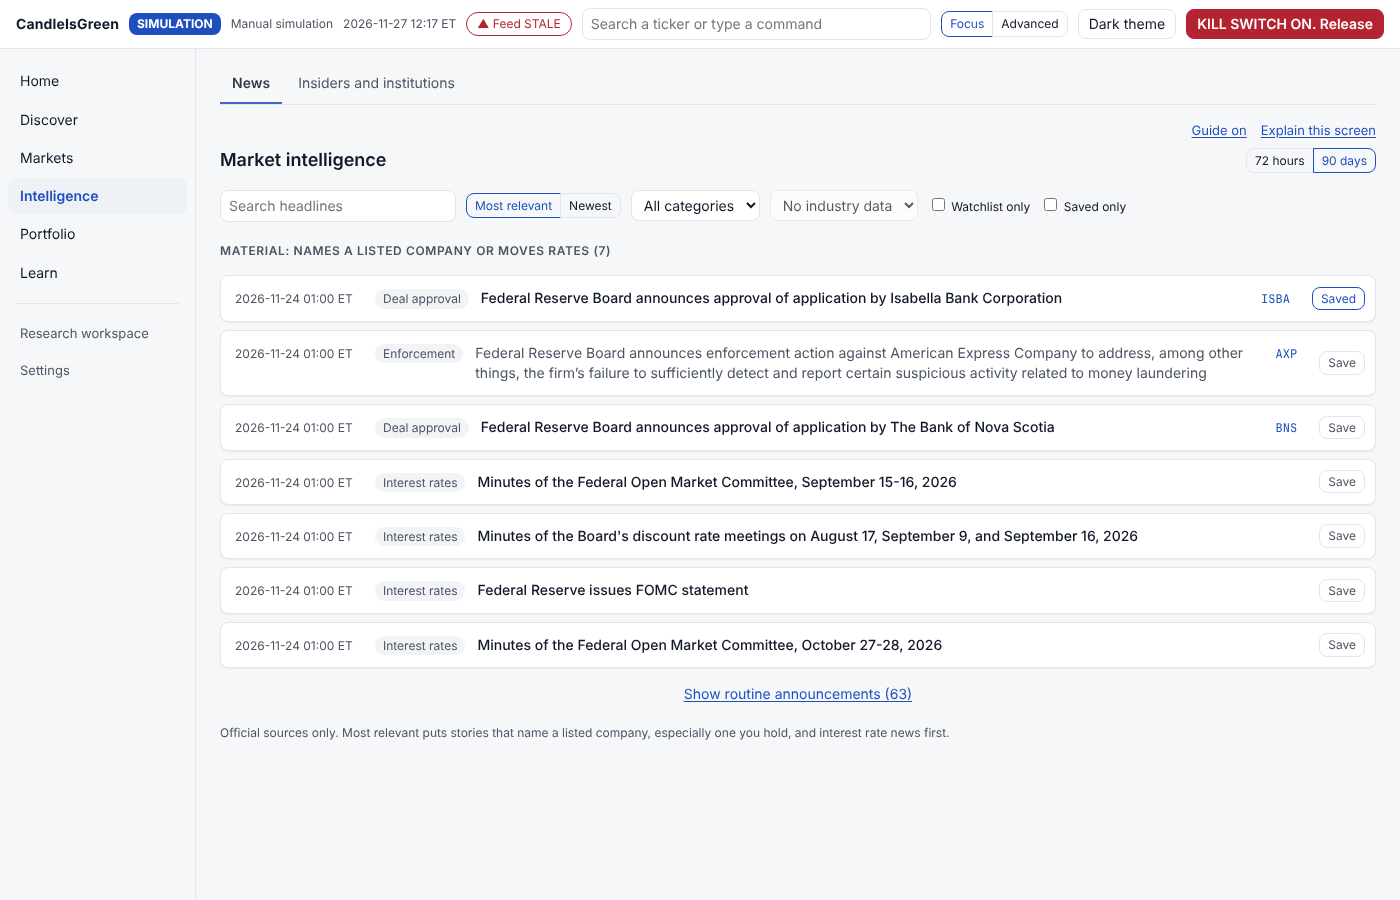 CandleIsGreen SIMULATION Manual simulation 2026-11-27 12:17 ET ▲ Feed STALE Search a ticker or type a command Focus Advanced Dark theme KILL SWITCH ON. Release
Home
Discover
Markets
Intelligence
Portfolio
Learn
Research workspace
Settings
News Insiders and institutions
Guide on Explain this screen
Market intelligence 72 hours 90 days
Search headlines Most relevant Newest All categories No industry data Watchlist only Saved only
MATERIAL: NAMES A LISTED COMPANY OR MOVES RATES (7)
2026-11-24 01:00 ET Deal approval Federal Reserve Board announces approval of application by Isabella Bank Corporation ISBA Saved
2026-11-24 01:00 ET Enforcement Federal Reserve Board announces enforcement action against American Express Company to address, among other AXP Save
things, the firm’s failure to sufficiently detect and report certain suspicious activity related to money laundering
2026-11-24 01:00 ET Deal approval Federal Reserve Board announces approval of application by The Bank of Nova Scotia BNS Save
2026-11-24 01:00 ET Interest rates Minutes of the Federal Open Market Committee, September 15-16, 2026 Save
2026-11-24 01:00 ET Interest rates Minutes of the Board's discount rate meetings on August 17, September 9, and September 16, 2026 Save
2026-11-24 01:00 ET Interest rates Federal Reserve issues FOMC statement Save
2026-11-24 01:00 ET Interest rates Minutes of the Federal Open Market Committee, October 27-28, 2026 Save
Show routine announcements (63)
Official sources only. Most relevant puts stories that name a listed company, especially one you hold, and interest rate news first.